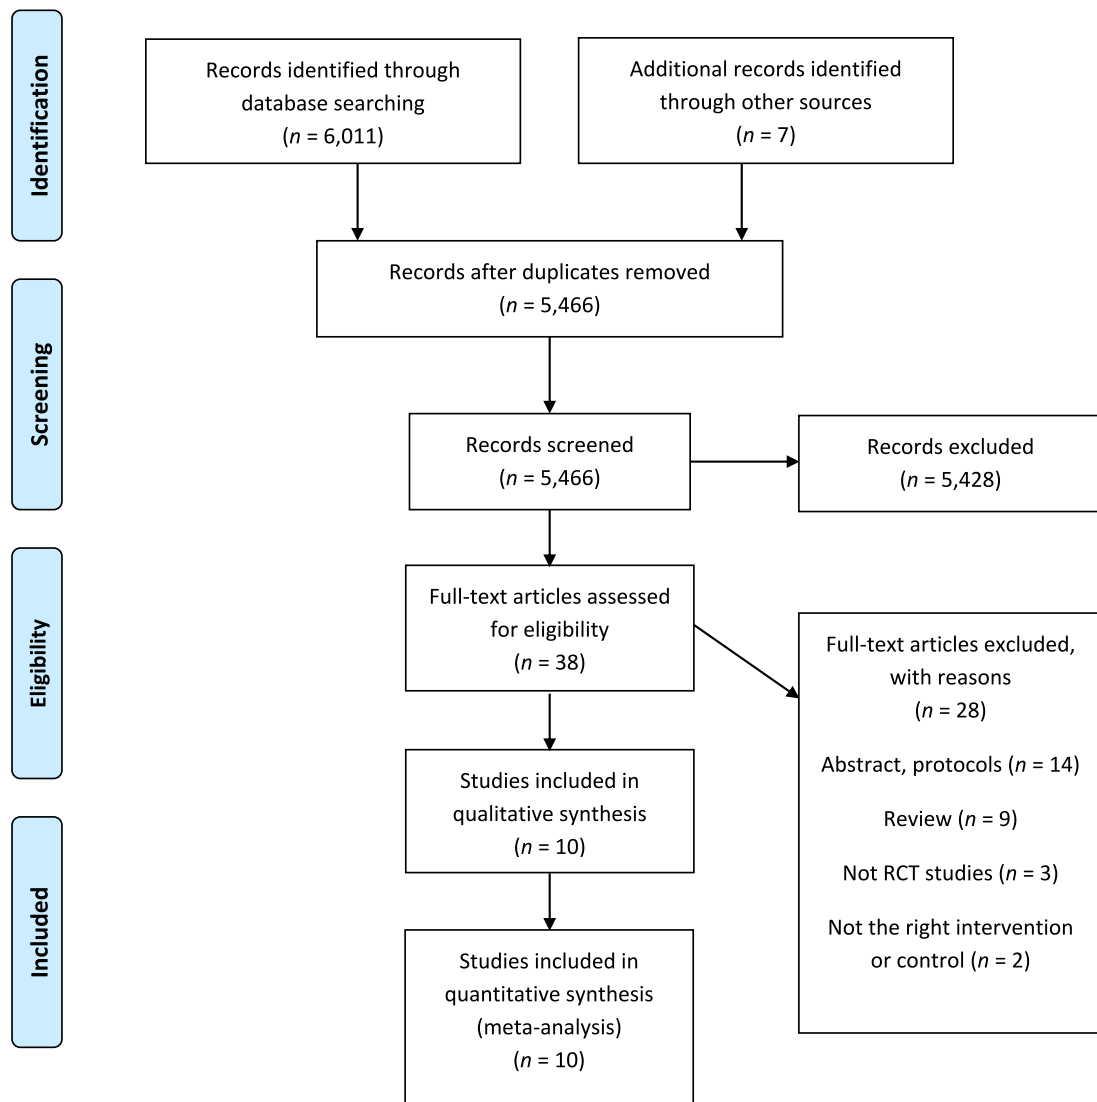 Identification
Records identified through
database searching
(n = 6,011)
Additional records identified
through other sources
(n = 7)
Records after duplicates removed
(n = 5,466)
Screening
Records screened
(n = 5,466)
Records excluded
(n = 5,428)
Eligibility
Full-text articles assessed
for eligibility
(n = 38)
Full-text articles excluded,
with reasons
(n = 28)
Abstract, protocols (n = 14)
Review (n = 9)
Not RCT studies (n = 3)
Not the right intervention
or control (n = 2)
Studies included in
qualitative synthesis
(n = 10)
Included
Studies included in
quantitative synthesis
(meta-analysis)
(n = 10)